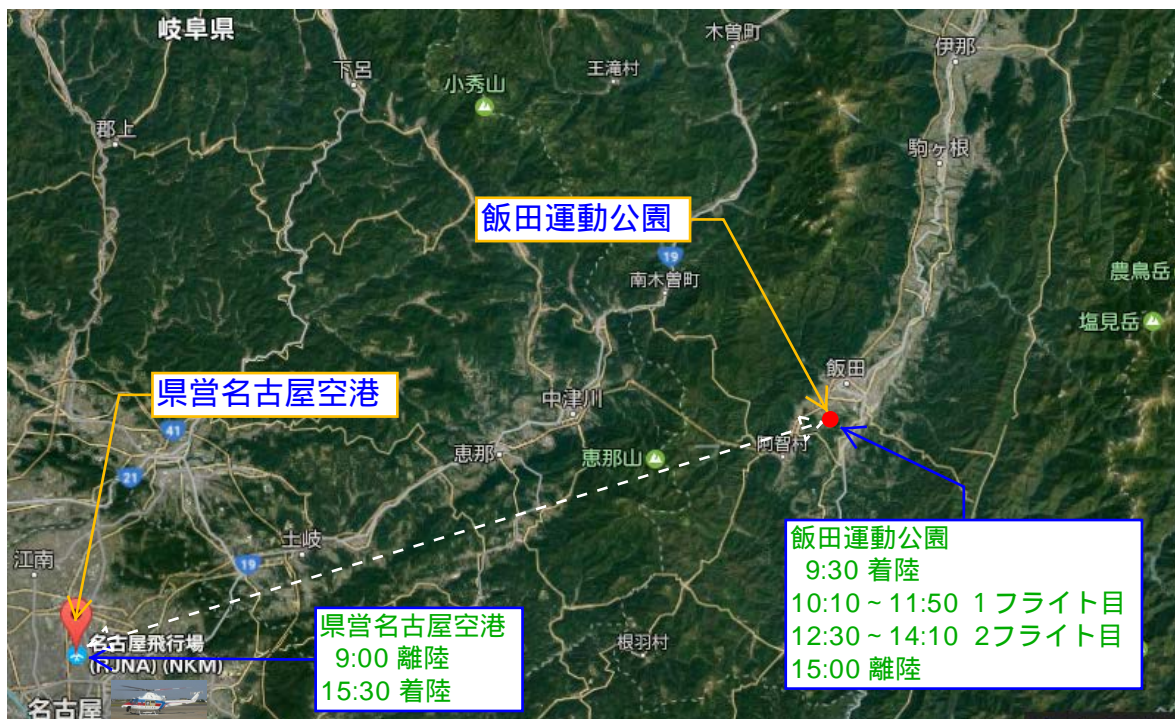 岐阜県
木曽町
伊那
下呂
王滝村
小秀山
郡上
駒ヶ根
飯田運動公園
19
南木曽町
農鳥岳
塩見岳
飯田
県営名古屋空港
中津川
41
恵那
恵那山
阿智村
21
土岐
19
江南
飯田運動公園
9:30 着陸
10:10 ~ 11:50 1フライト目
12:30 ~ 14:10 2フライト目
15:00 離陸
県営名古屋空港
9:00 離陸
15:30 着陸
根羽村
名古屋飛行場
(RJNA) (NKM)
名古屋